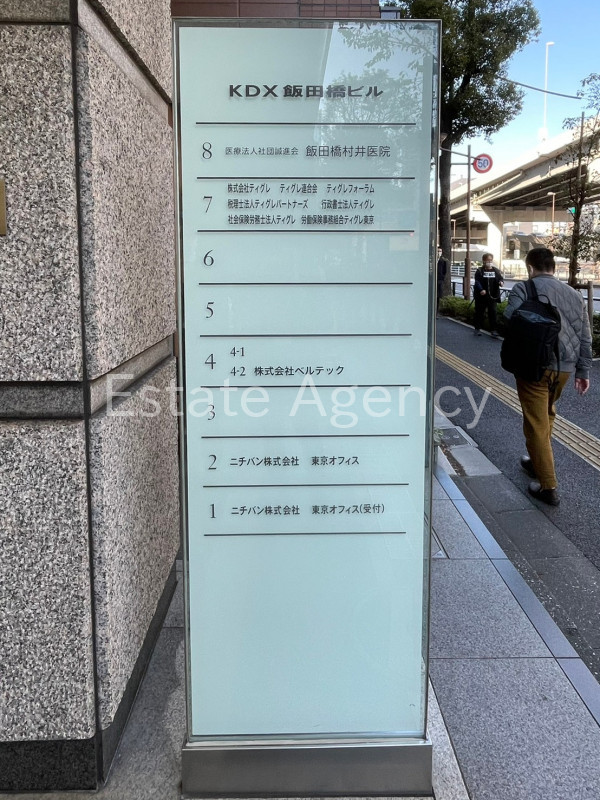 KDX 飯田橋ビル
8 医療法人社団誠進会 飯田橋村井医院
株式会社ティグレ ティグレ連合会 ティグレフォーラム
7 税理士法人ティグレパートナーズ 行政書士法人ティグレ
社会保険労務士法人ティグレ 労働保険事務組合ティグレ東京
6
5
4 4-1
4-2 株式会社ベルテック
3
Estate Agency
2 ニチバン株式会社 東京オフィス
1 ニチバン株式会社 東京オフィス(受付)
50